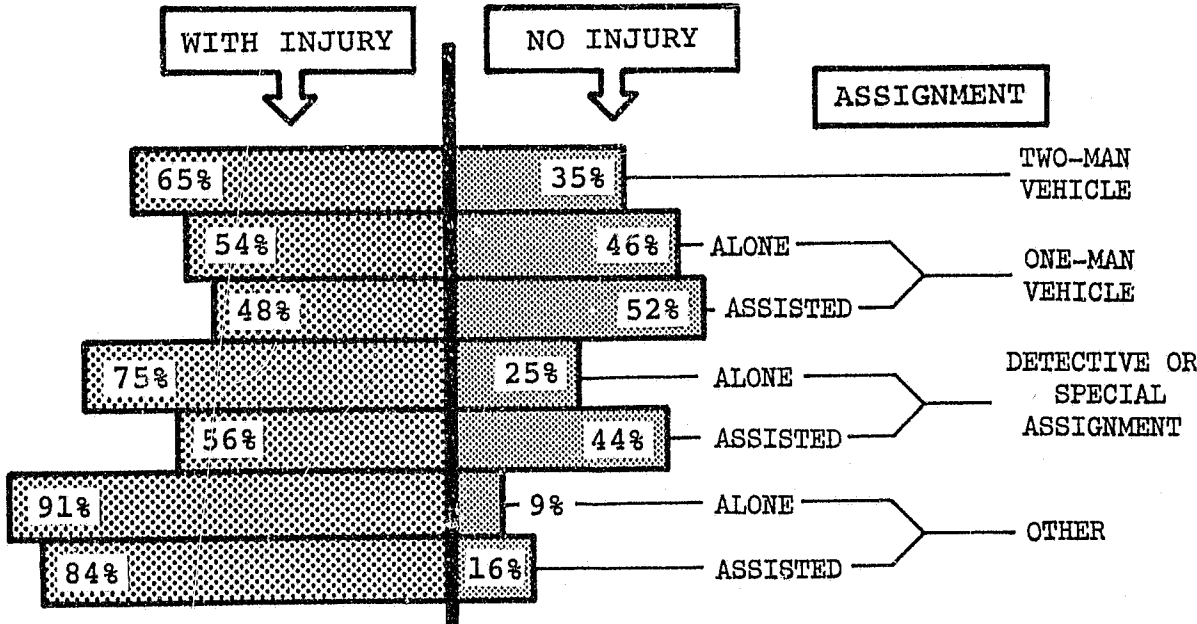 WITH INJURY
NO INJURY
ASSIGNMENT
65%
35%
TWO-MAN
VEHICLE
54%
46%
ALONE
48%
52%
ASSISTED
ONE-MAN
VEHICLE
75%
25%
ALONE
56%
44%
ASSISTED
DETECTIVE OR
SPECIAL
ASSIGNMENT
91%
9%
ALONE
84%
16%
ASSISTED
OTHER